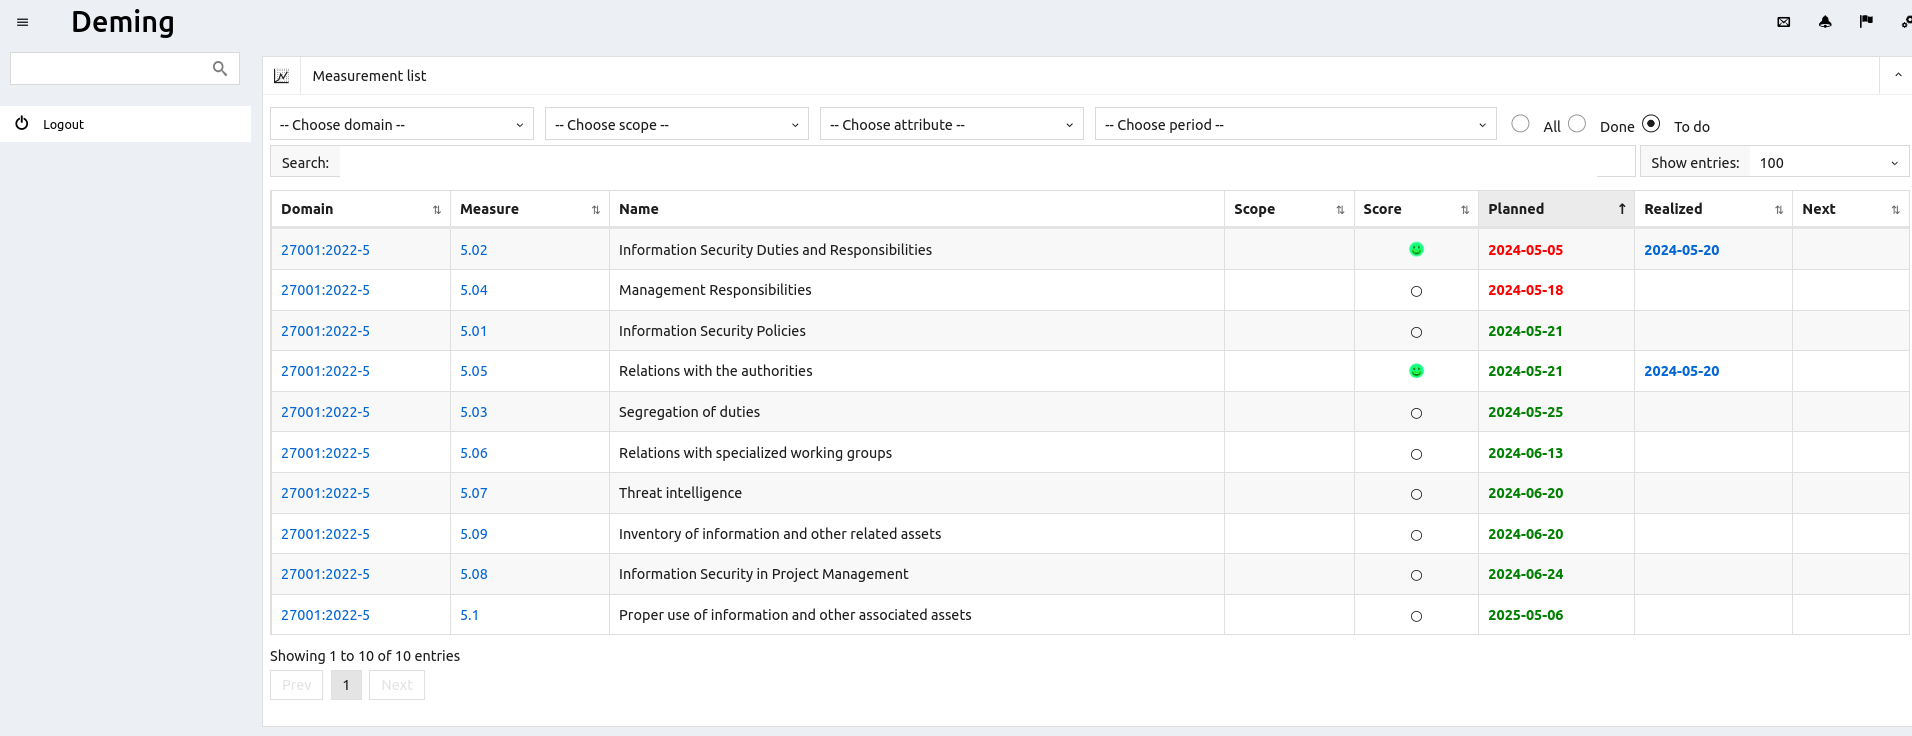 Deming
Measurement list
Logout
-- Choose domain -- -- Choose scope -- -- Choose attribute -- -- Choose period -- All Done To do
Search: Show entries: 100
Domain Measure Name Scope Score Planned Realized Next
27001:2022-5 5.02 Information Security Duties and Responsibilities 2024-05-05 2024-05-20
27001:2022-5 5.04 Management Responsibilities 2024-05-18
27001:2022-5 5.01 Information Security Policies 2024-05-21
27001:2022-5 5.05 Relations with the authorities 2024-05-21 2024-05-20
27001:2022-5 5.03 Segregation of duties 2024-05-25
27001:2022-5 5.06 Relations with specialized working groups 2024-06-13
27001:2022-5 5.07 Threat intelligence 2024-06-20
27001:2022-5 5.09 Inventory of information and other related assets 2024-06-20
27001:2022-5 5.08 Information Security in Project Management 2024-06-24
27001:2022-5 5.1 Proper use of information and other associated assets 2025-05-06
Showing 1 to 10 of 10 entries
Prev 1 Next